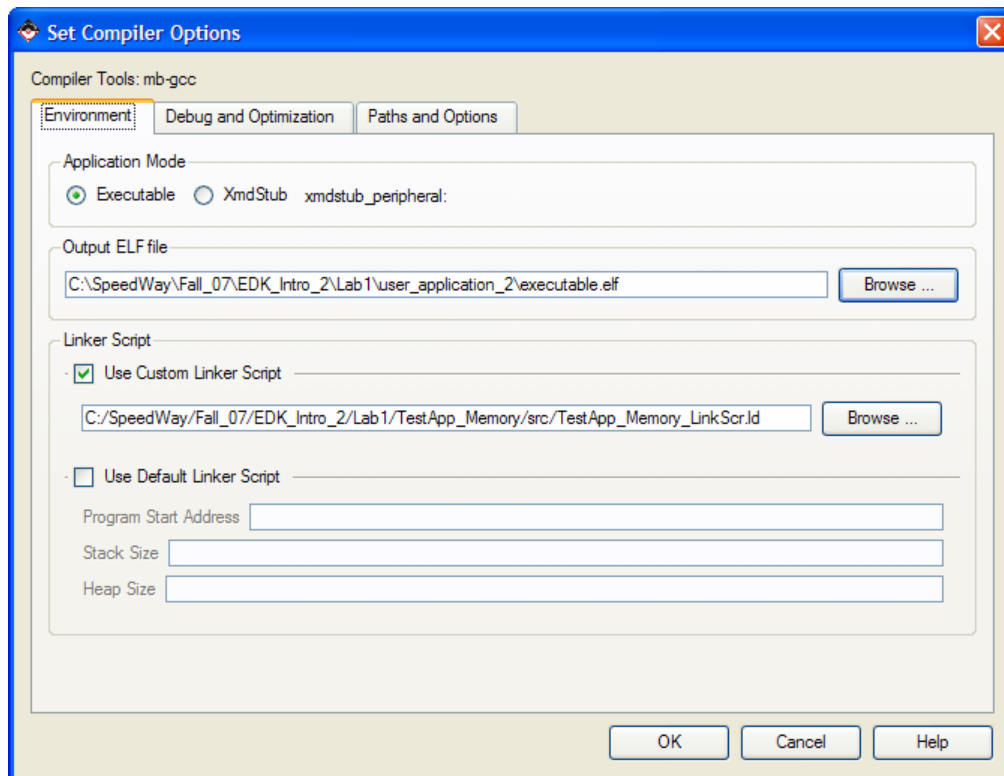 Set Compiler Options
Compiler Tools: mb-gcc
Environment Debug and Optimization Paths and Options
Application Mode
Executable XmdStub xmdstub_peripheral:
Output ELF file
C:\SpeedWay\Fall_07\EDK_Intro_2\Lab1\user_application_2\executable.elf Browse ...
Linker Script
Use Custom Linker Script
C:/SpeedWay/Fall_07/EDK_Intro_2/Lab1/TestApp_Memory/src/TestApp_Memory_LinkScr.ld Browse ...
Use Default Linker Script
Program Start Address
Stack Size
Heap Size
OK Cancel Help